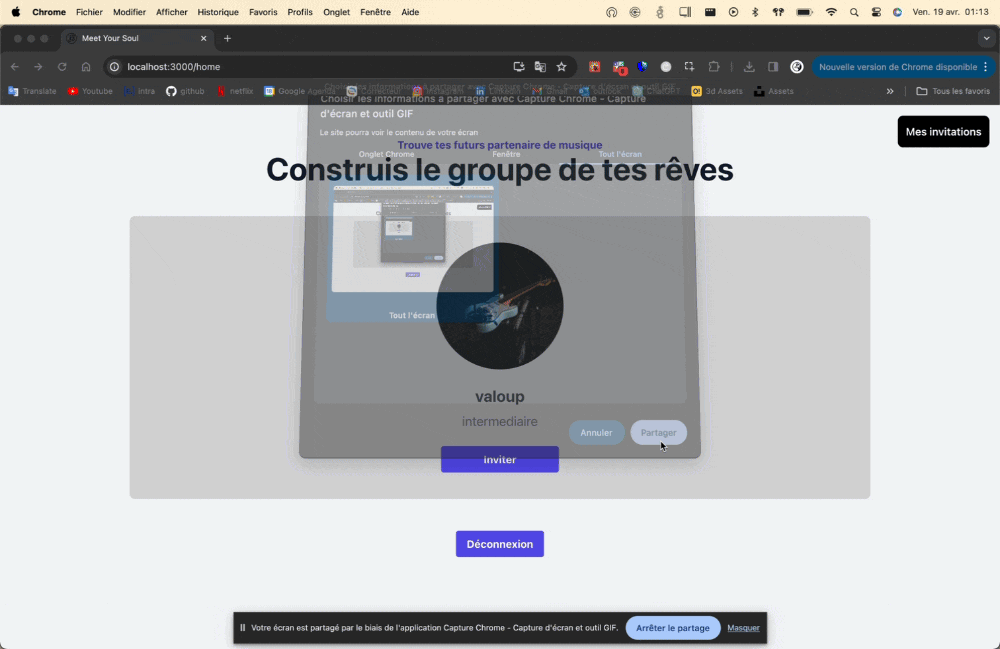 Chrome Fichier Modifier Afficher Historique Favoris Profils Onglet Fenêtre Aide Ven. 19 avr. 01:13
Meet Your Soul
localhost:3000/home Nouvelle version de Chrome disponible
Translate Youtube intra github netflix Google Agenda ChatGPT 3d Assets Assets » Tous les favoris
Choisir les informations à partager avec Capture Chrome - Capture
d'écran et outil GIF
Mes invitations
Le site pourra voir le contenu de votre écran
Trouve tes futurs partenaire de musique
Onglet Chrome Fenêtre Tout l'écran
Construis le groupe de tes rêves
Tout l'écran
valoup
intermediaire
Annuler Partager
Inviter
Déconnexion
Votre écran est partagé par le biais de l'application Capture Chrome - Capture d'écran et outil GIF. Arrêter le partage Masquer